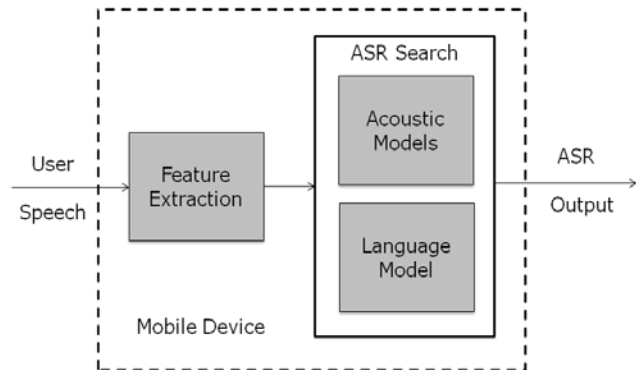 ASR Search
Acoustic
Models
User
Speech
Feature
Extraction
ASR
Output
Language
Model
Mobile Device